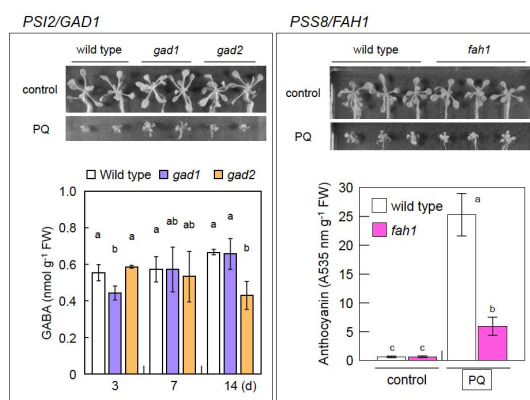 PSI2/GAD1
wild type gad1 gad2
control
PQ
Wild type gad1 gad2
GABA (nmol g-1 FW)
1.0
0.8
0.6
0.4
0.2
0
a b a
a ab ab
a a b
3 7 14 (d)
PSS8/FAH1
wild type fah1
control
PQ
Anthocyanin (A535 nm g-1 FW)
30
25
20
15
10
5
0
wild type
fah1
a
b
c c
control PQ